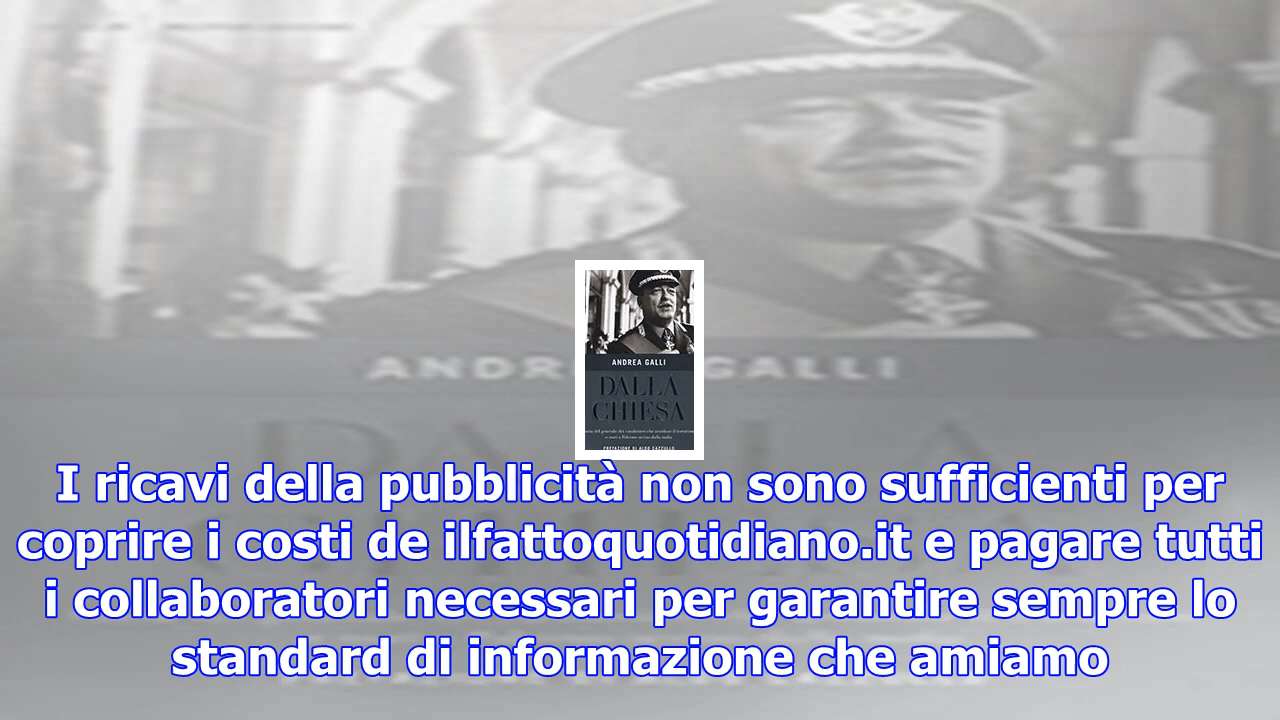 ANDREA GALLI
DALLA
CHIESA
PREFAZIONE DI ALDO CAZZULLO
I ricavi della pubblicità non sono sufficienti per
coprire i costi de ilfattoquotidiano.it e pagare tutti
i collaboratori necessari per garantire sempre lo
standard di informazione che amiamo